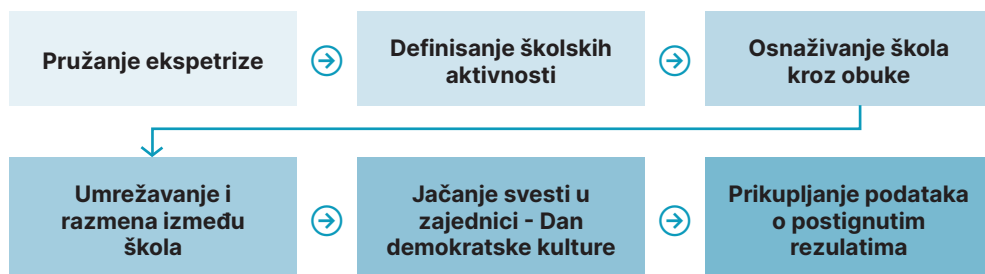 Pružanje ekspetrize
Definisanje školskih
aktivnosti
Osnaživanje škola
kroz obuke
Umrežavanje i
razmena između
škola
Jačanje svesti u
zajednici - Dan
demokratske kulture
Prikupljanje podataka
o postignutim
rezulatima